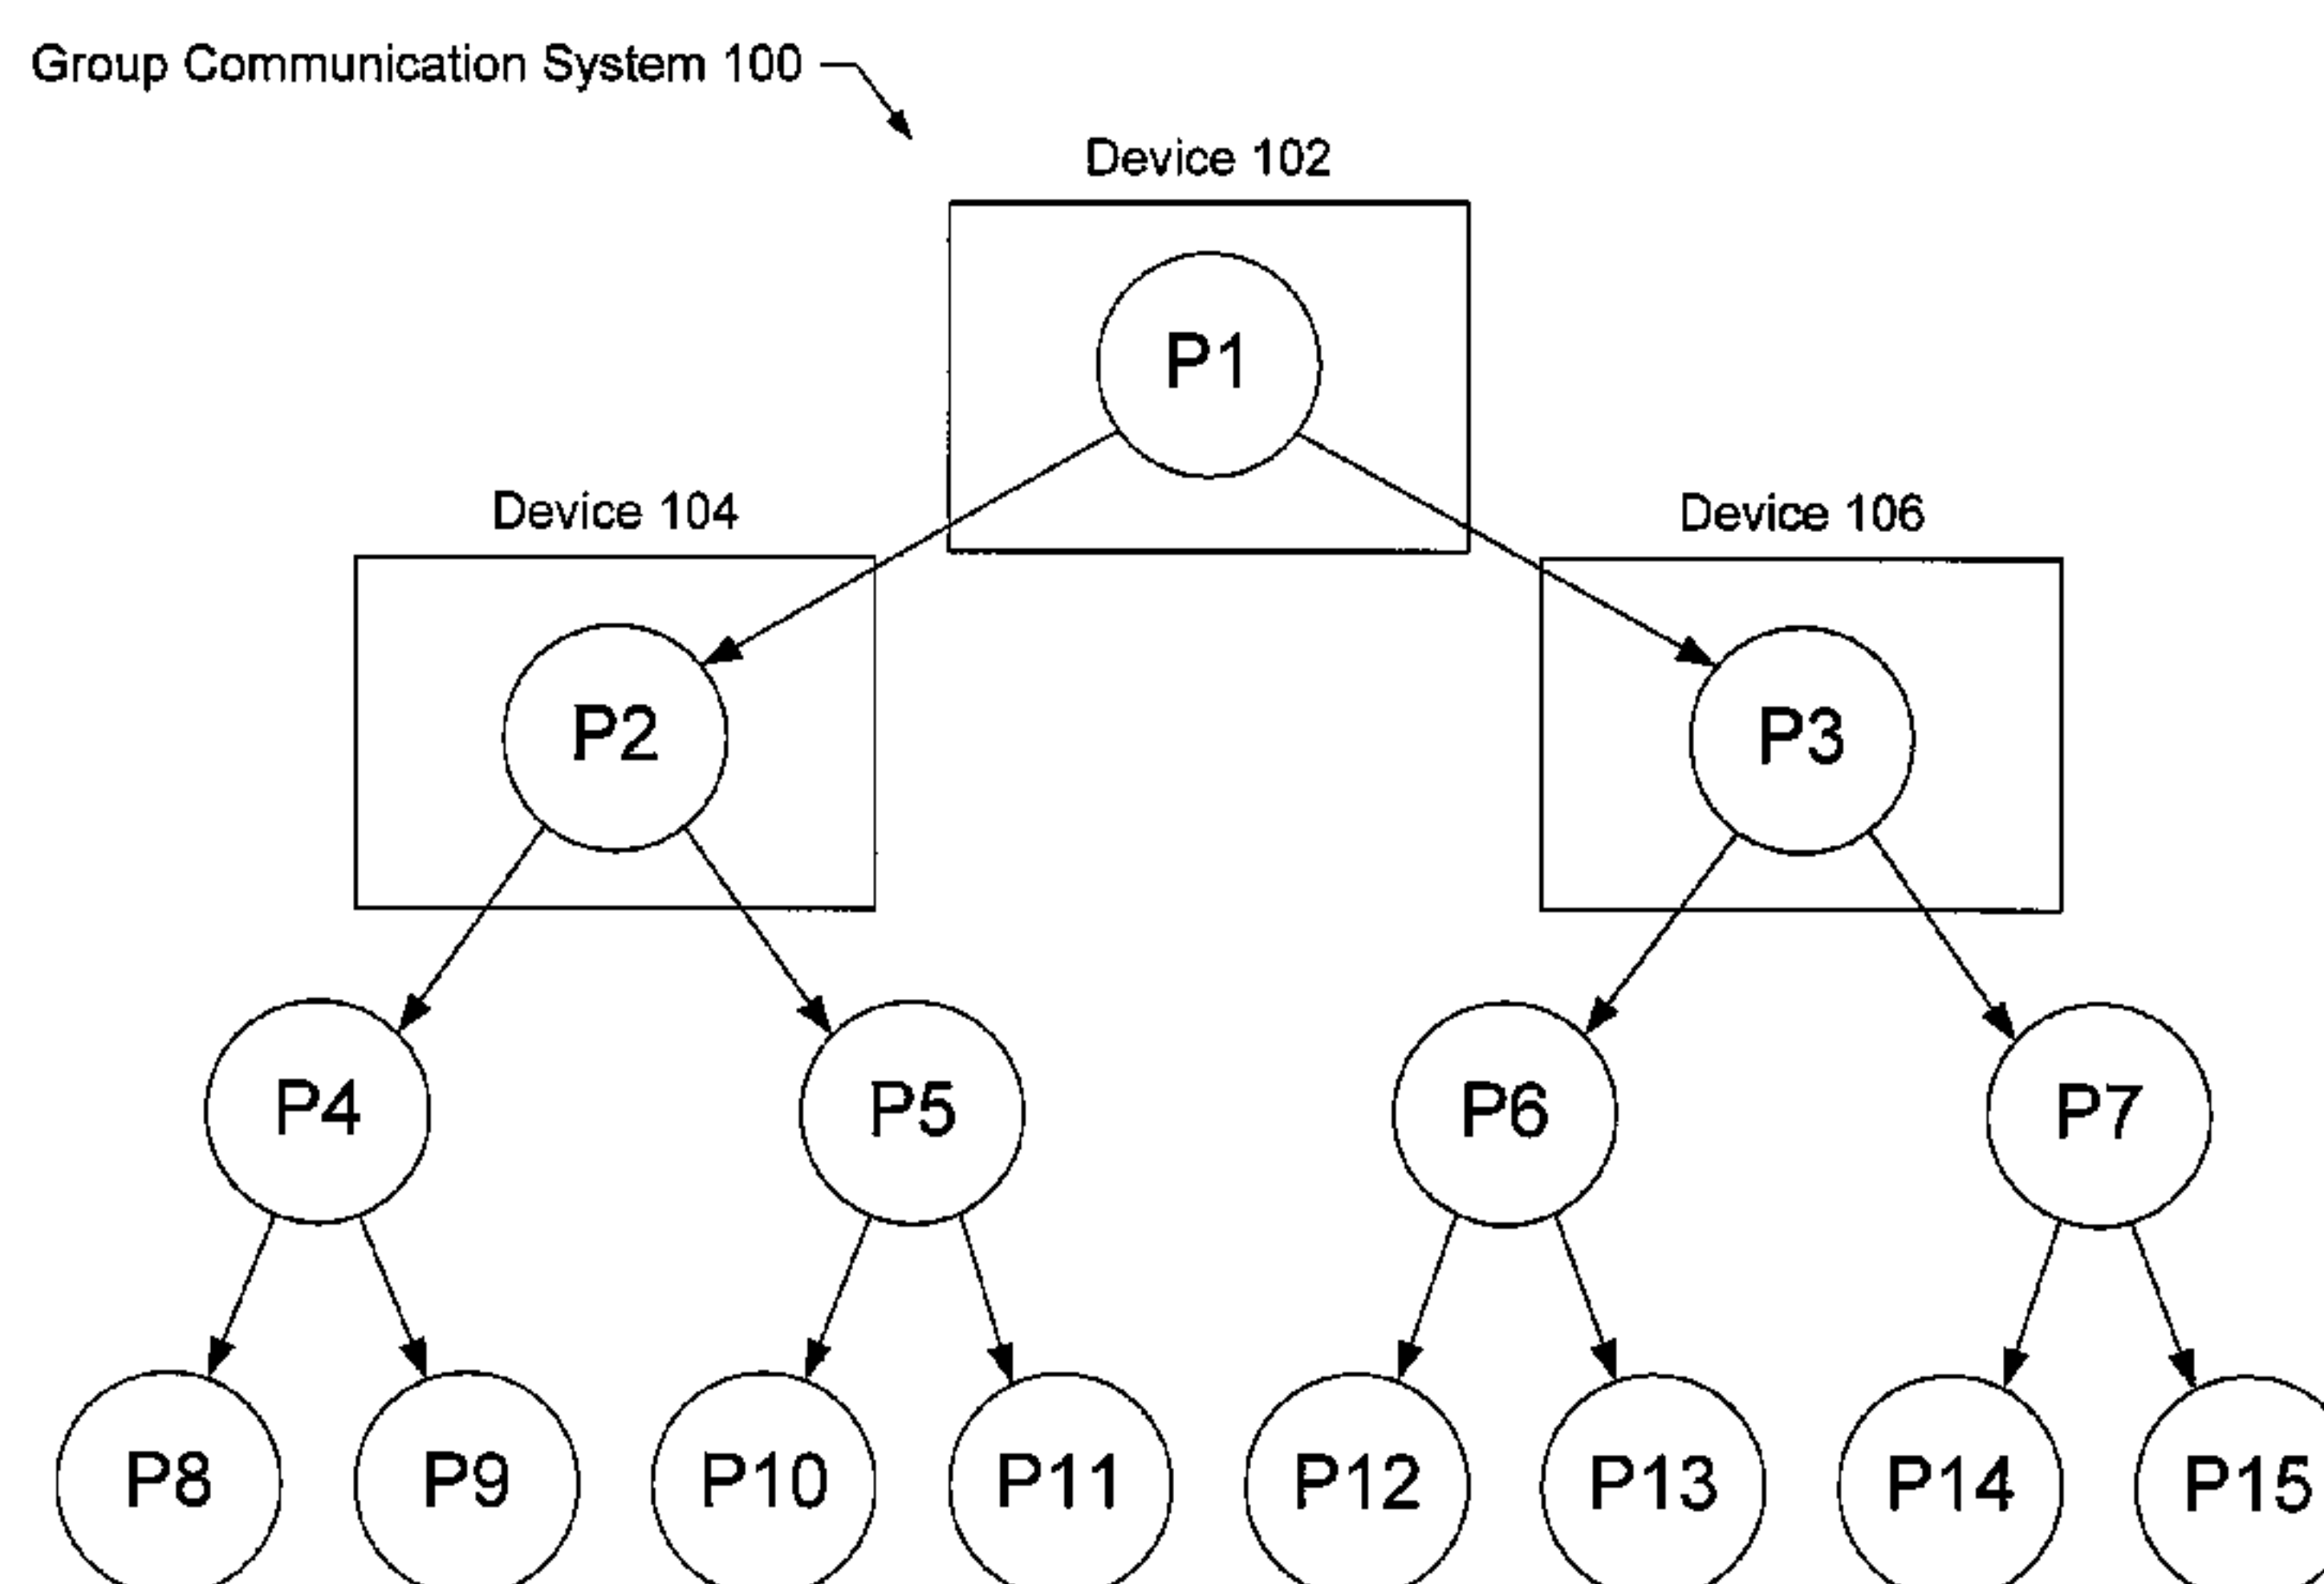 Group Communication System 100
Device 102
P1
Device 104
Device 106
P2
P3
P4
P5
P6
P7
P8
P9
P10
P11
P12
P13
P14
P15